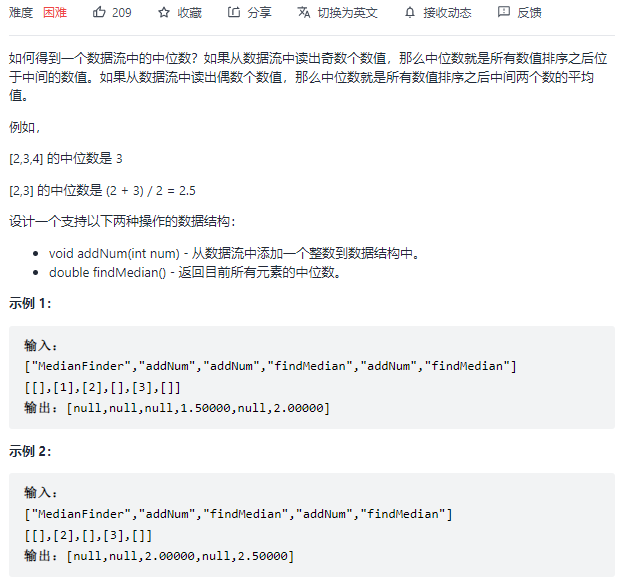 难度 困难 209 收藏 分享 切换为英文 接收动态 反馈
如何得到一个数据流中的中位数？如果从数据流中读出奇数个数值，那么中位数就是所有数值排序之后位
于中间的数值。如果从数据流中读出偶数个数值，那么中位数就是所有数值排序之后中间两个数的平均
值。
例如，
[2,3,4] 的中位数是 3
[2,3] 的中位数是 (2 + 3) / 2 = 2.5
设计一个支持以下两种操作的数据结构：
• void addNum(int num) - 从数据流中添加一个整数到数据结构中。
• double findMedian() - 返回目前所有元素的中位数。
示例 1：
输入：
["MedianFinder","addNum","addNum","findMedian","addNum","findMedian"]
[[],[1],[2],[],[3],[]]
输出：[null,null,null,1.50000,null,2.00000]
示例 2：
输入：
["MedianFinder","addNum","findMedian","addNum","findMedian"]
[[],[2],[],[3],[]]
输出：[null,null,2.00000,null,2.50000]